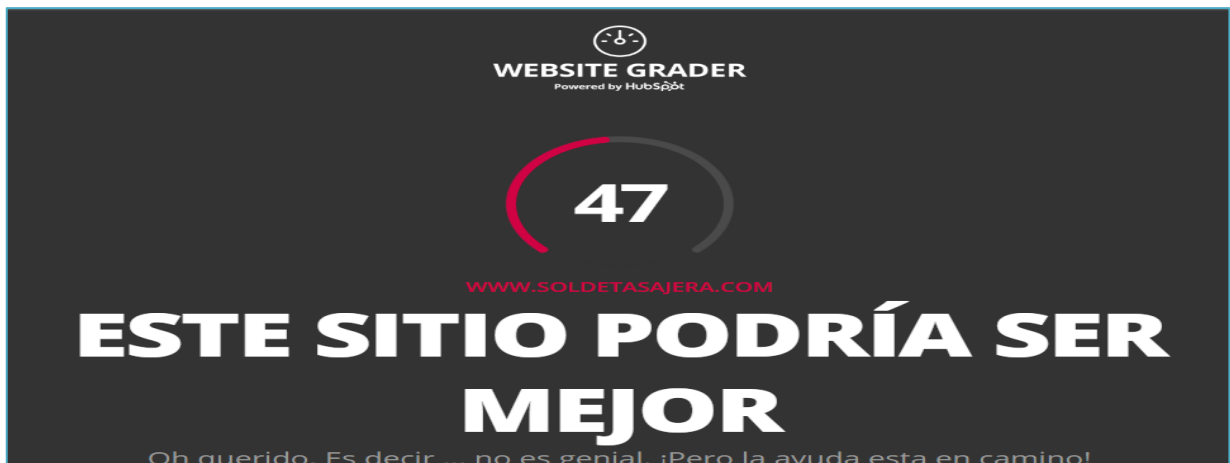 WEBSITE GRADER
Powered by HubSpot
47
WWW.SOLDETASAJERA.COM
ESTE SITIO PODRÍA SER
MEJOR
Oh querido. Es decir ... no es genial. ¡Pero la ayuda esta en camino!